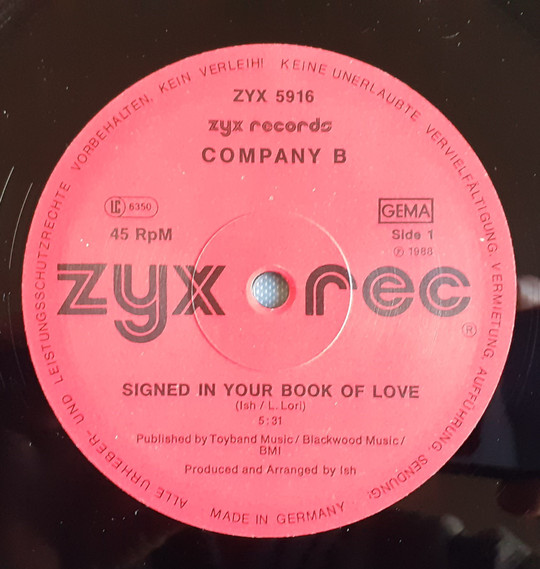 ALLE URHEBER- UND LEISTUNGSSCHUTZRECHTE VORBEHALTEN. KEIN VERLEIH! KEINE UNERLAUBTE VERVIELFÄLTIGUNG, VERMIETUNG, AUFFÜHRUNG, SENDUNG!
ZYX 5916
zyx records
COMPANY B
LC 6350
GEMA
45 RpM
Side 1
℗ 1988
zyx rec
®
SIGNED IN YOUR BOOK OF LOVE
(Ish / L. Lori)
5:31
Published by Toyband Music / Blackwood Music /
BMI
Produced and Arranged by Ish
MADE IN GERMANY